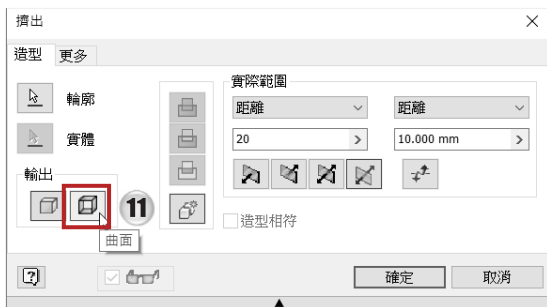 擠出
造型 更多
輪廓
實體
輸出
11
曲面
實際範圍
距離 距離
20 10.000 mm
造型相符
確定 取消